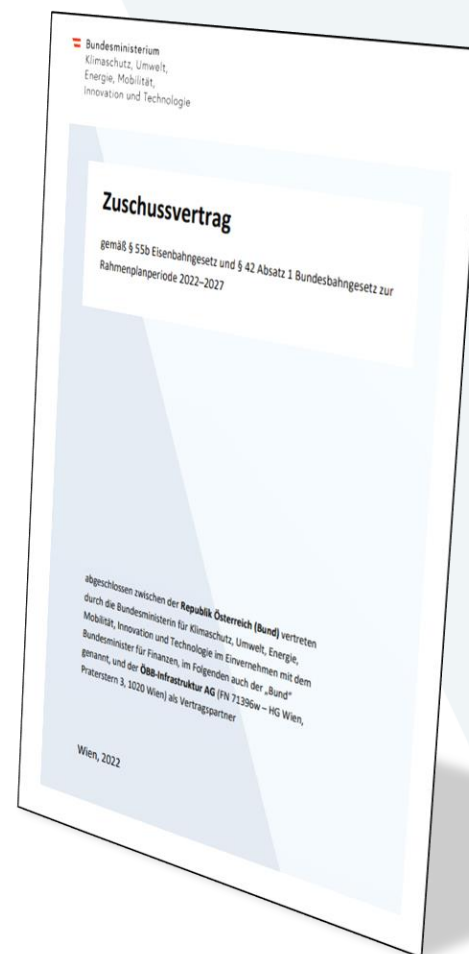 Bundesministerium
Klimaschutz, Umwelt,
Energie, Mobilität,
Innovation und Technologie
Zuschussvertrag
gemäß § 55b Eisenbahngesetz und § 42 Absatz 1 Bundesbahngesetz zur
Rahmenplanperiode 2022–2027
abgeschlossen zwischen der Republik Österreich (Bund) vertreten
durch die Bundesministerin für Klimaschutz, Umwelt, Energie,
Mobilität, Innovation und Technologie im Einvernehmen mit dem
Bundesminister für Finanzen, im Folgenden auch der „Bund“
genannt, und der ÖBB-Infrastruktur AG (FN 71396w – HG Wien,
Praterstern 3, 1020 Wien) als Vertragspartner
Wien, 2022